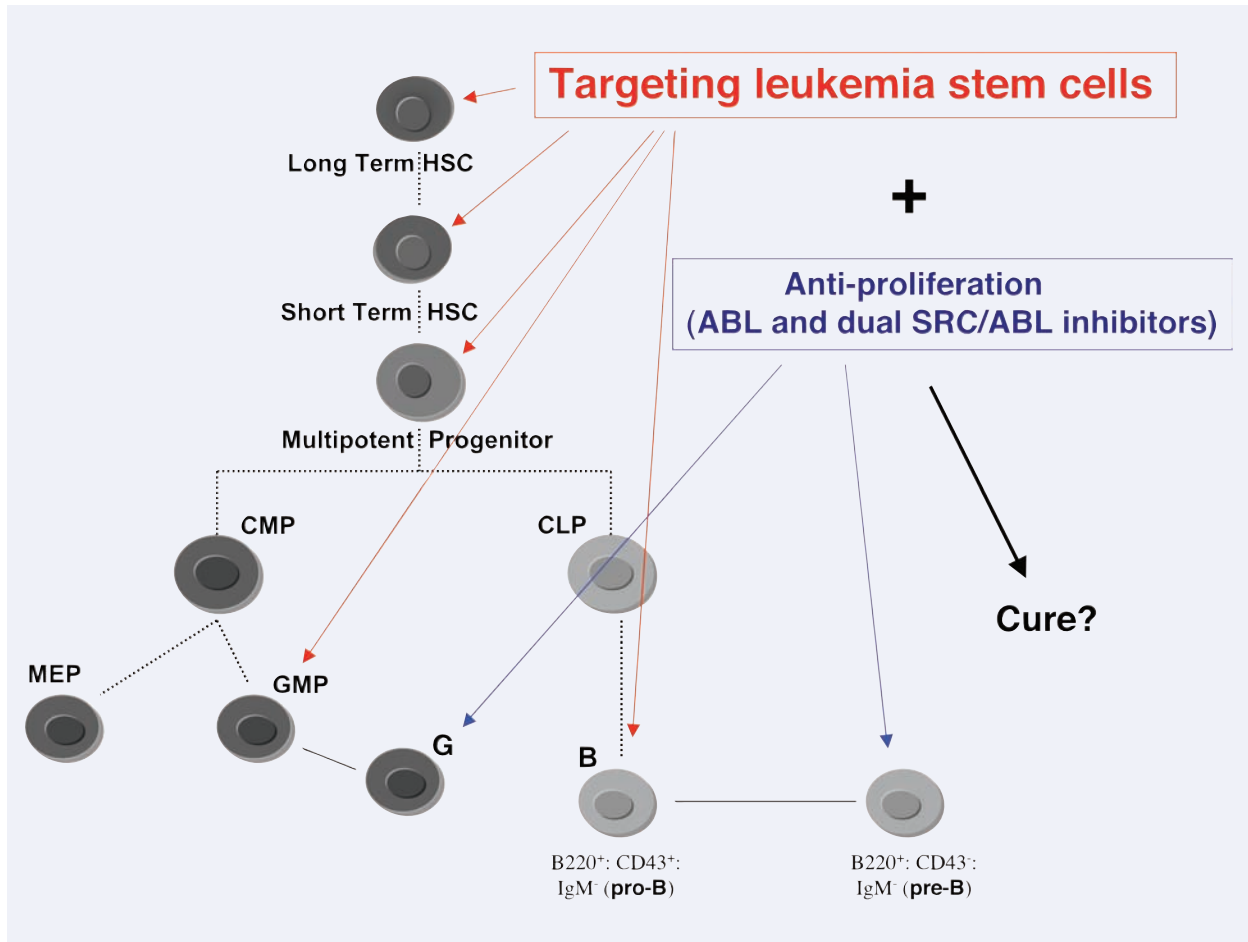 Targeting leukemia stem cells
Long Term HSC
+
Short Term HSC
Anti-proliferation
(ABL and dual SRC/ABL inhibitors)
Multipotent Progenitor
CMP
CLP
Cure?
MEP
GMP
G
B
B220⁺: CD43⁺:
IgM⁻ (pro-B)
B220⁺: CD43⁻:
IgM⁻ (pre-B)